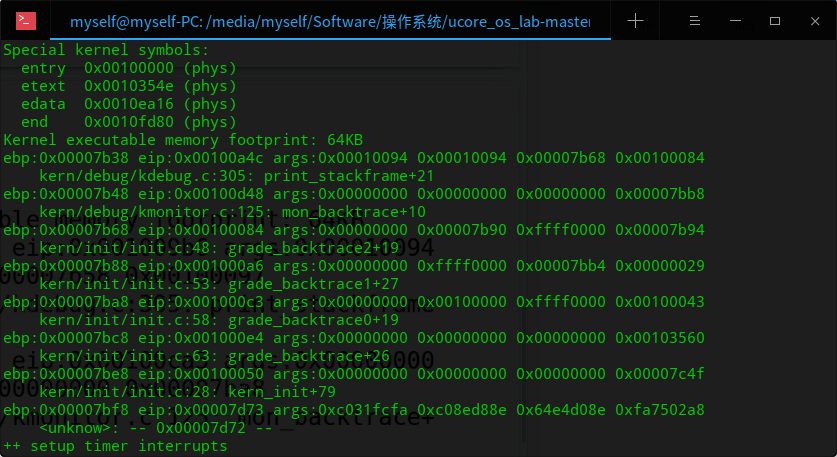 myself@myself-PC: /media/myself/Software/操作系统/ucore_os_lab-master
Special kernel symbols:
  entry  0x00100000 (phys)
  etext  0x0010354e (phys)
  edata  0x0010ea16 (phys)
  end    0x0010fd80 (phys)
Kernel executable memory footprint: 64KB
ebp:0x00007b38 eip:0x00100a4c args:0x00010094 0x00010094 0x00007b68 0x00100084
    kern/debug/kdebug.c:305: print_stackframe+21
ebp:0x00007b48 eip:0x00100d48 args:0x00000000 0x00000000 0x00000000 0x00007bb8
    kern/debug/kmonitor.c:125: mon_backtrace+10
ebp:0x00007b68 eip:0x00100084 args:0x00000000 0x00007b90 0xffff0000 0x00007b94
    kern/init/init.c:48: grade_backtrace2+19
ebp:0x00007b88 eip:0x001000a6 args:0x00000000 0xffff0000 0x00007bb4 0x00000029
    kern/init/init.c:53: grade_backtrace1+27
ebp:0x00007ba8 eip:0x001000c3 args:0x00000000 0x00100000 0xffff0000 0x00100043
    kern/init/init.c:58: grade_backtrace0+19
ebp:0x00007bc8 eip:0x001000e4 args:0x00000000 0x00000000 0x00000000 0x00103560
    kern/init/init.c:63: grade_backtrace+26
ebp:0x00007be8 eip:0x00100050 args:0x00000000 0x00000000 0x00000000 0x00007c4f
    kern/init/init.c:28: kern_init+79
ebp:0x00007bf8 eip:0x00007d73 args:0xc031fcfa 0xc08ed88e 0x64e4d08e 0xfa7502a8
    <unknow>: -- 0x00007d72 --
++ setup timer interrupts